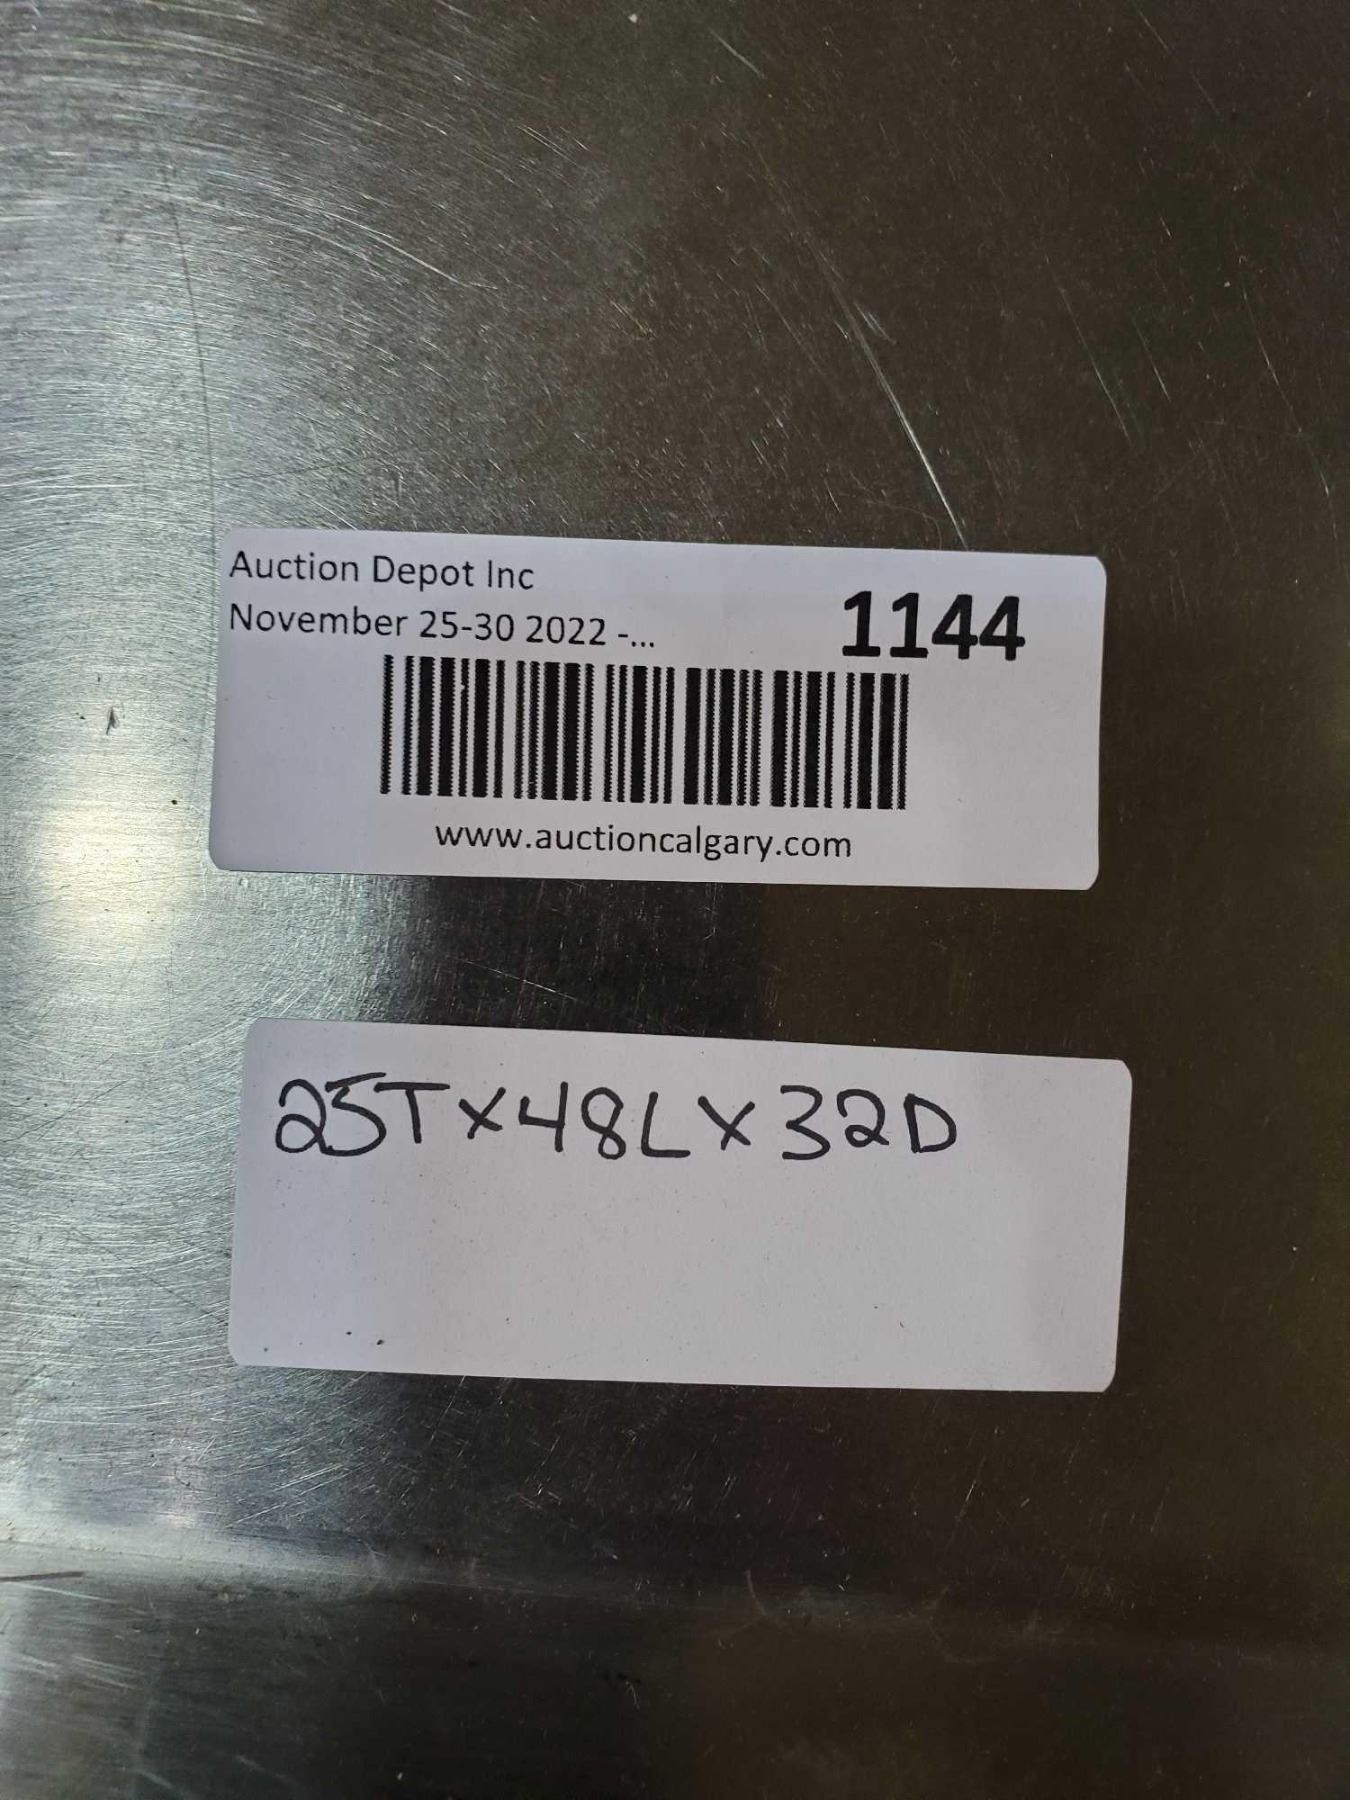 Auction Depot Inc
November 25-30 2022 -...
1144
www.auctioncalgary.com
25T X 48L X 32D